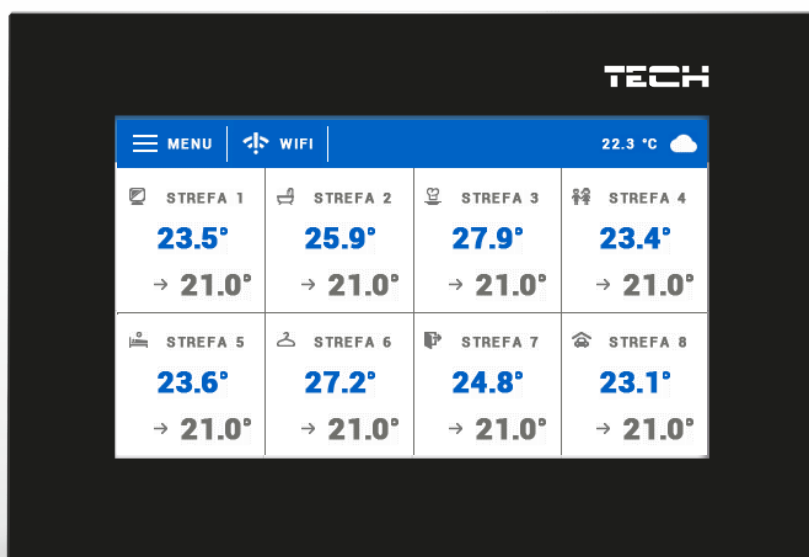 TECH
MENU WIFI 22.3 °C
STREFA 1 STREFA 2 STREFA 3 STREFA 4
23.5° 25.9° 27.9° 23.4°
→ 21.0° → 21.0° → 21.0° → 21.0°
STREFA 5 STREFA 6 STREFA 7 STREFA 8
23.6° 27.2° 24.8° 23.1°
→ 21.0° → 21.0° → 21.0° → 21.0°